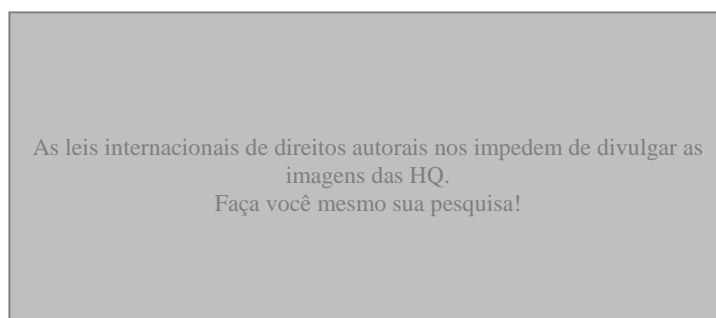 As leis internacionais de direitos autorais nos impedem de divulgar as
imagens das HQ.
Faça você mesmo sua pesquisa!